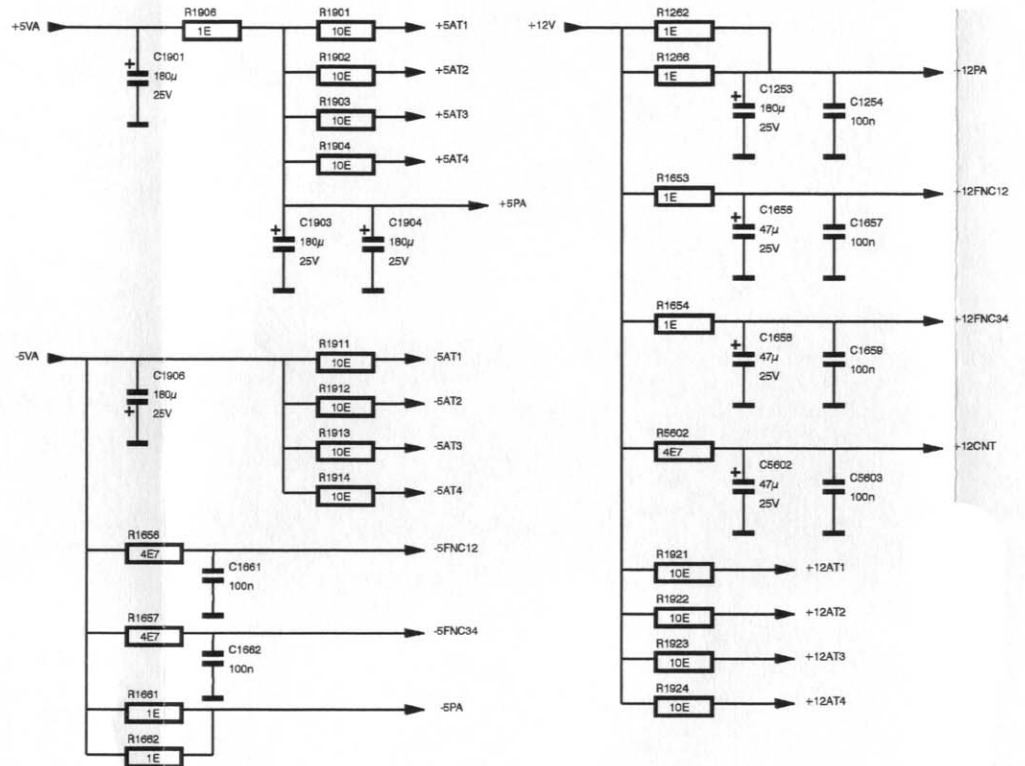 +5VA
R1906
1E
C1901
180µ
25V
R1901
10E
+5AT1
R1902
10E
+5AT2
R1903
10E
+5AT3
R1904
10E
+5AT4
+5PA
C1903
180µ
25V
C1904
180µ
25V
-5VA
C1906
180µ
25V
R1911
10E
-5AT1
R1912
10E
-5AT2
R1913
10E
-5AT3
R1914
10E
-5AT4
R1656
4E7
-5FNC12
C1661
100n
R1657
4E7
-5FNC34
C1662
100n
R1661
1E
-5PA
R1662
1E
+12V
R1262
1E
R1266
1E
+12PA
C1253
180µ
25V
C1254
100n
R1653
1E
+12FNC12
C1656
47µ
25V
C1657
100n
R1654
1E
+12FNC34
C1658
47µ
25V
C1659
100n
R5602
4E7
+12CNT
C5602
47µ
25V
C5603
100n
R1921
10E
+12AT1
R1922
10E
+12AT2
R1923
10E
+12AT3
R1924
10E
+12AT4